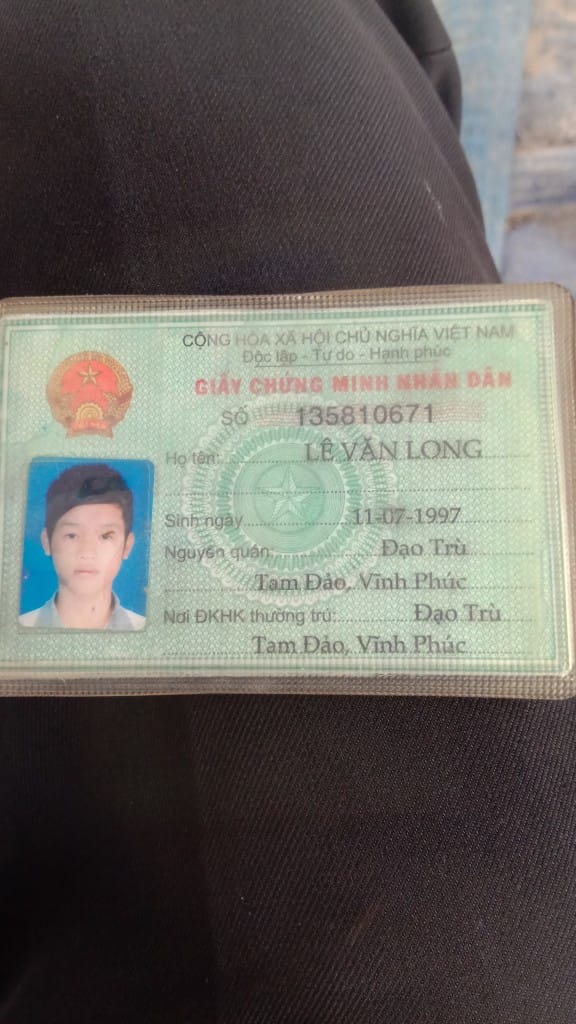 CỘNG HÒA XÃ HỘI CHỦ NGHĨA VIỆT NAM
Độc lập - Tự do - Hạnh phúc
GIẤY CHỨNG MINH NHÂN DÂN
SỐ 135810671
Họ tên: LÊ VĂN LONG
Sinh ngày 11-07-1997
Nguyên quán: Đạo Trù
Tam Đảo, Vĩnh Phúc
Nơi ĐKHK thường trú: Đạo Trù
Tam Đảo, Vĩnh Phúc